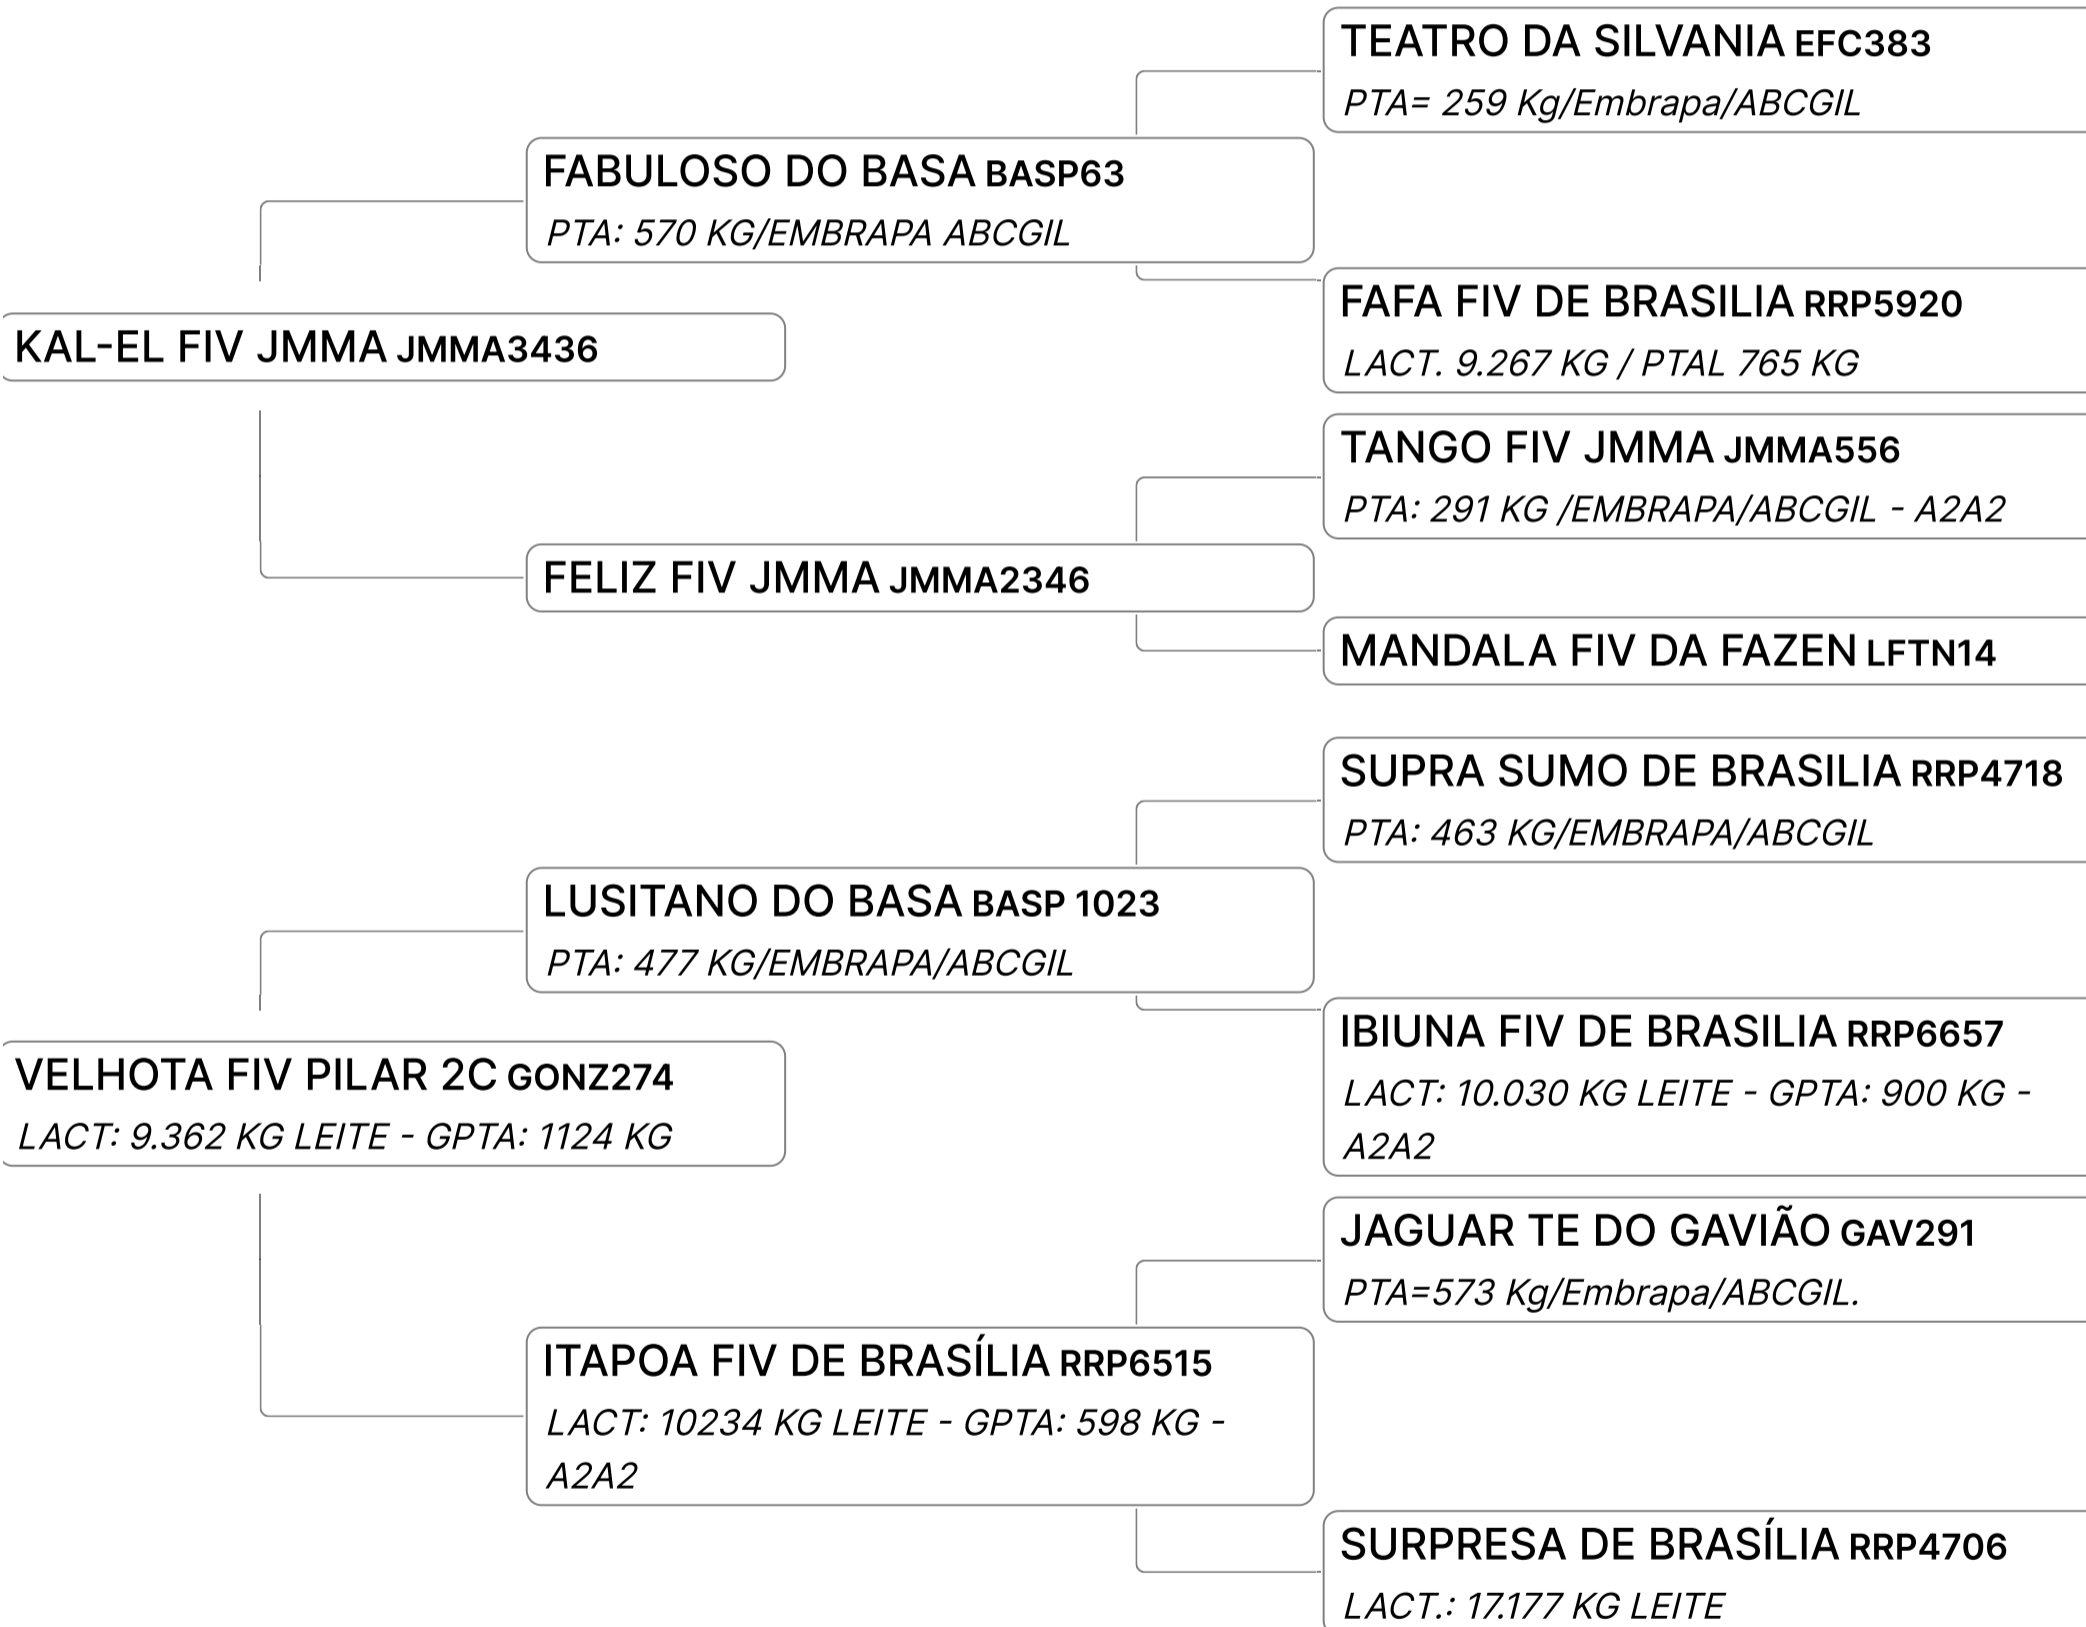 TEATRO DA SILVANIA EFC383
PTA= 259 Kg/Embrapa/ABCGIL
FABULOSO DO BASA BASP63
PTA: 570 KG/EMBRAPA ABCGIL
FAFA FIV DE BRASILIA RRP5920
LACT. 9.267 KG / PTAL 765 KG
KAL-EL FIV JMMA JMMA3436
TANGO FIV JMMA JMMA556
PTA: 291 KG /EMBRAPA/ABCGIL - A2A2
FELIZ FIV JMMA JMMA2346
MANDALA FIV DA FAZEN LFTN14
SUPRA SUMO DE BRASILIA RRP4718
PTA: 463 KG/EMBRAPA/ABCGIL
LUSITANO DO BASA BASP 1023
PTA: 477 KG/EMBRAPA/ABCGIL
IBIUNA FIV DE BRASILIA RRP6657
LACT: 10.030 KG LEITE - GPTA: 900 KG -
A2A2
VELHOTA FIV PILAR 2C GONZ274
LACT: 9.362 KG LEITE - GPTA: 1124 KG
JAGUAR TE DO GAVIÃO GAV291
PTA=573 Kg/Embrapa/ABCGIL.
ITAPOA FIV DE BRASÍLIA RRP6515
LACT: 10234 KG LEITE - GPTA: 598 KG -
A2A2
SURPRESA DE BRASÍLIA RRP4706
LACT.: 17.177 KG LEITE